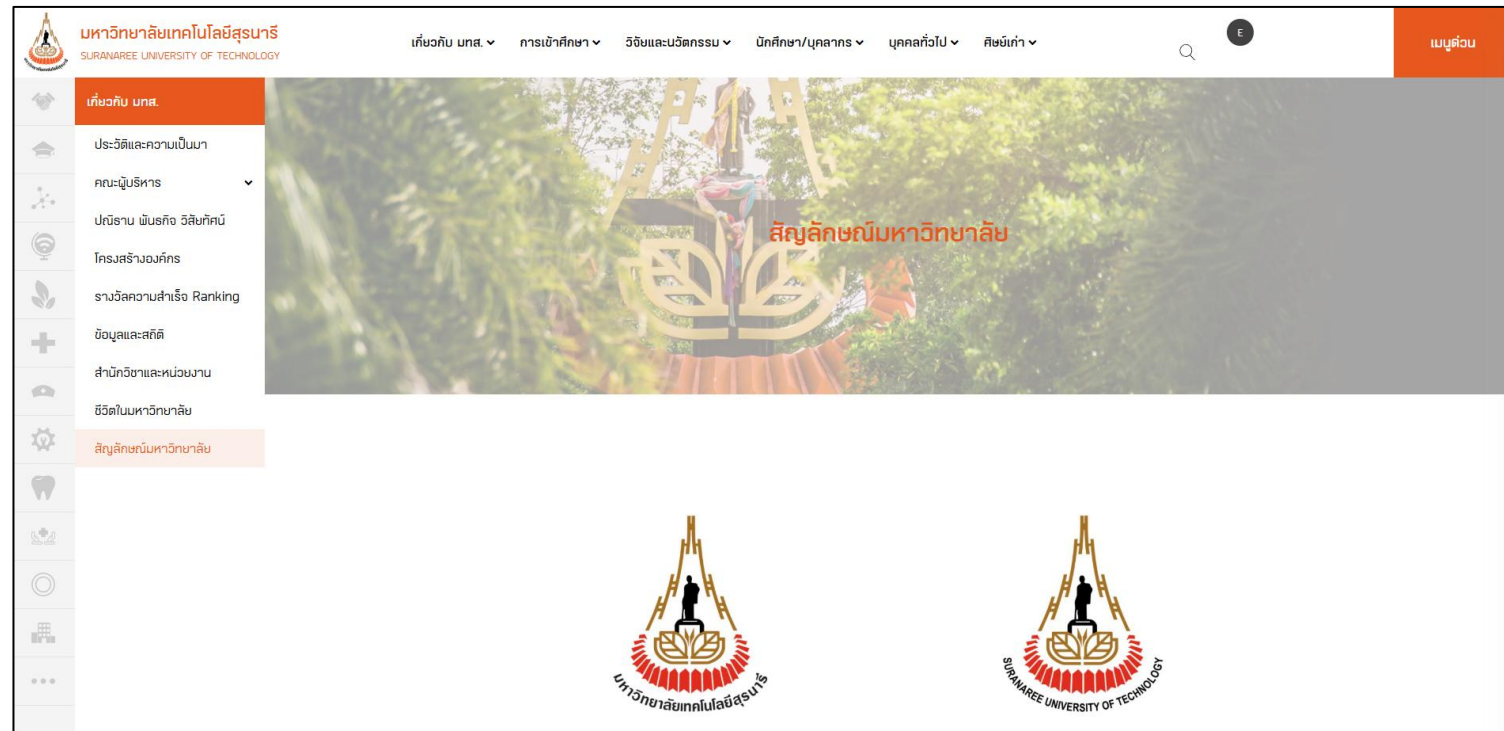 มหาวิทยาลัยเทคโนโลยีสุรนารี
SURANAREE UNIVERSITY OF TECHNOLOGY
เกี่ยวกับ มทส. การเข้าศึกษา วิจัยและนวัตกรรม นักศึกษา/บุคลากร บุคคลทั่วไป ศิษย์เก่า
E
เมนูด่วน
เกี่ยวกับ มทส.
ประวัติและความเป็นมา
คณะผู้บริหาร
ปณิธาน พันธกิจ วิสัยทัศน์
โครงสร้างองค์กร
รางวัลความสำเร็จ Ranking
ข้อมูลและสถิติ
สำนักวิชาและหน่วยงาน
ชีวิตในมหาวิทยาลัย
สัญลักษณ์มหาวิทยาลัย
สัญลักษณ์มหาวิทยาลัย
มหาวิทยาลัยเทคโนโลยีสุรนารี
SURANAREE UNIVERSITY OF TECHNOLOGY